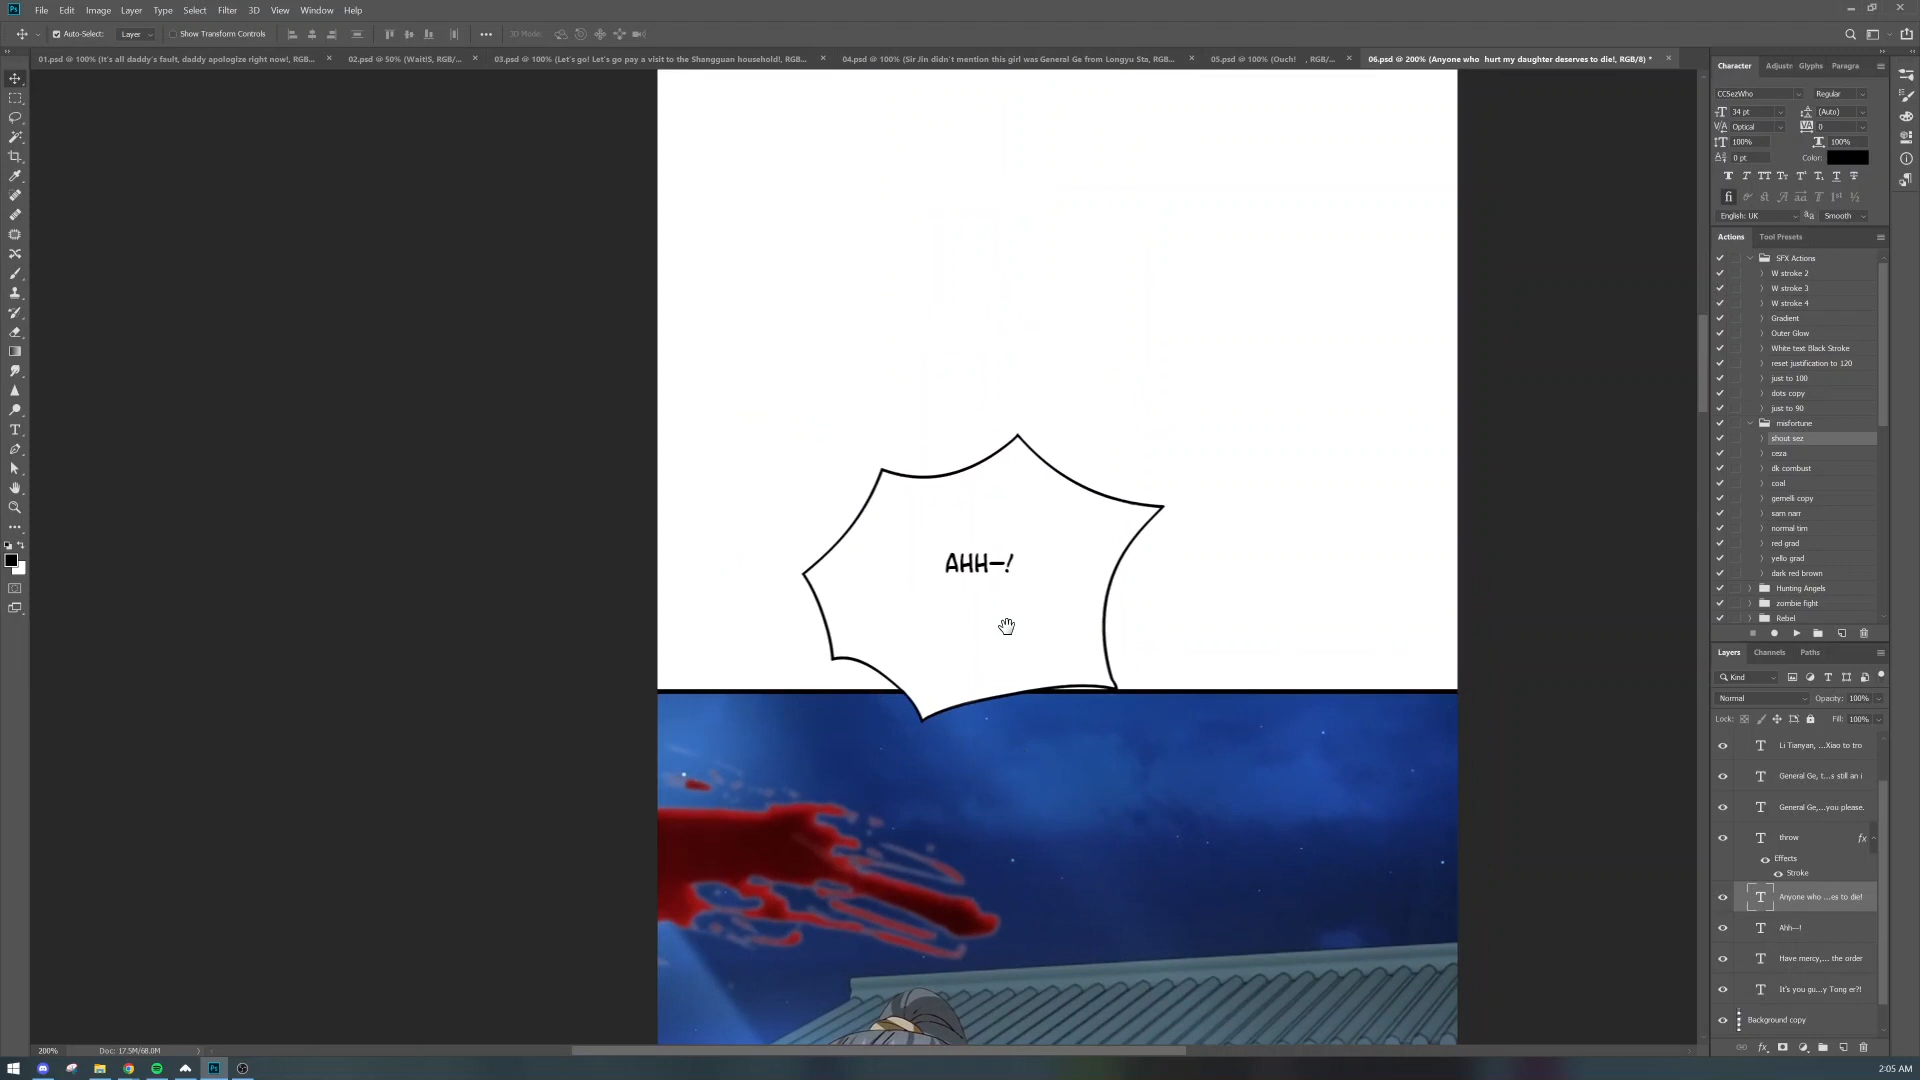 Ps File Edit Image Layer Type Select Filter 3D View Window Help
Auto-Select: Layer Show Transform Controls 3D Mode:
01.psd @ 100% (It's all daddy's fault, daddy apologize right now!, RGB... × 02.psd @ 50% (Wait!S, RGB/... × 03.psd @ 100% (Let's go! Let's go pay a visit to the Shangguan household!, RGB... × 04.psd @ 100% (Sir Jin didn't mention this girl was General Ge from Longyu Sta, RGB... × 05.psd @ 100% (Ouch! , RGB/... × 06.psd @ 200% (Anyone who hurt my daughter deserves to die!, RGB/8) * ×
AHH—!
Character Adjustm Glyphs Paragra
CCSezWho Regular
34 pt (Auto)
Optical 0
100% 100%
0 pt Color:
English: UK Smooth
Actions Tool Presets
SFX Actions
W stroke 2
W stroke 3
W stroke 4
Gradient
Outer Glow
White text Black Stroke
reset justification to 120
just to 100
dots copy
just to 90
misfortune
shout sez
ceza
dk combust
coal
gemelli copy
sam narr
normal tim
red grad
yello grad
dark red brown
Hunting Angels
zombie fight
Rebel
Layers Channels Paths
Kind
Normal Opacity: 100%
Lock: Fill: 100%
Li Tianyan, ...Xiao to tro
General Ge, t...s still an i
General Ge,...you please.
throw fx
Effects
Stroke
Anyone who ...es to die!
Ahh—!
Have mercy,... the order
It's you gu...y Tong er?!
Background copy
200% Doc: 17.5M/68.0M
2:05 AM